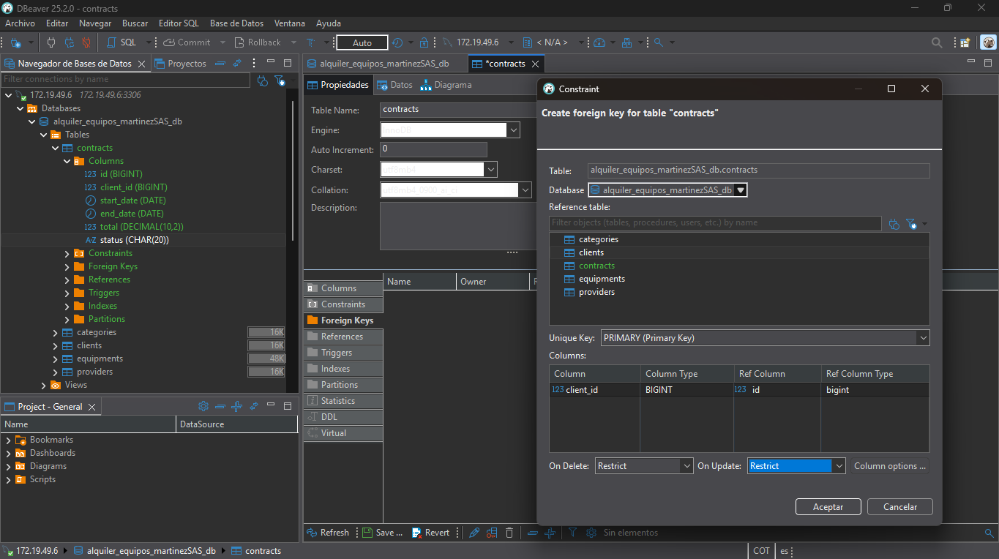 DBeaver 25.2.0 - contracts
Archivo Editar Navegar Buscar Editor SQL Base de Datos Ventana Ayuda
SQL Commit Rollback T Auto 172.19.49.6 < N/A >
Navegador de Bases de Datos Proyectos
Filter connections by name
172.19.49.6 172.19.49.6:3306
Databases
alquiler_equipos_martinezSAS_db
Tables
contracts
Columns
123 id (BIGINT)
123 client_id (BIGINT)
start_date (DATE)
end_date (DATE)
123 total (DECIMAL(10,2))
A-Z status (CHAR(20))
Constraints
Foreign Keys
References
Triggers
Indexes
Partitions
categories 16K
clients 16K
equipments 48K
providers 16K
Views
Project - General
Name DataSource
Bookmarks
Dashboards
Diagrams
Scripts
alquiler_equipos_martinezSAS_db *contracts
Propiedades Datos Diagrama
Table Name: contracts
Engine: InnoDB
Auto Increment: 0
Charset: utf8mb4
Collation: utf8mb4_0900_ai_ci
Description:
Columns
Constraints
Foreign Keys
References
Triggers
Indexes
Partitions
Statistics
DDL
Virtual
Name Owner
Refresh Save ... Revert Sin elementos
Constraint
Create foreign key for table "contracts"
Table: alquiler_equipos_martinezSAS_db.contracts
Database alquiler_equipos_martinezSAS_db
Reference table:
Filter objects (tables, procedures, users, etc.) by name
categories
clients
contracts
equipments
providers
Unique Key: PRIMARY (Primary Key)
Columns:
Column Column Type Ref Column Ref Column Type
123 client_id BIGINT 123 id bigint
On Delete: Restrict On Update: Restrict Column options ...
Aceptar Cancelar
172.19.49.6 alquiler_equipos_martinezSAS_db contracts
COT es